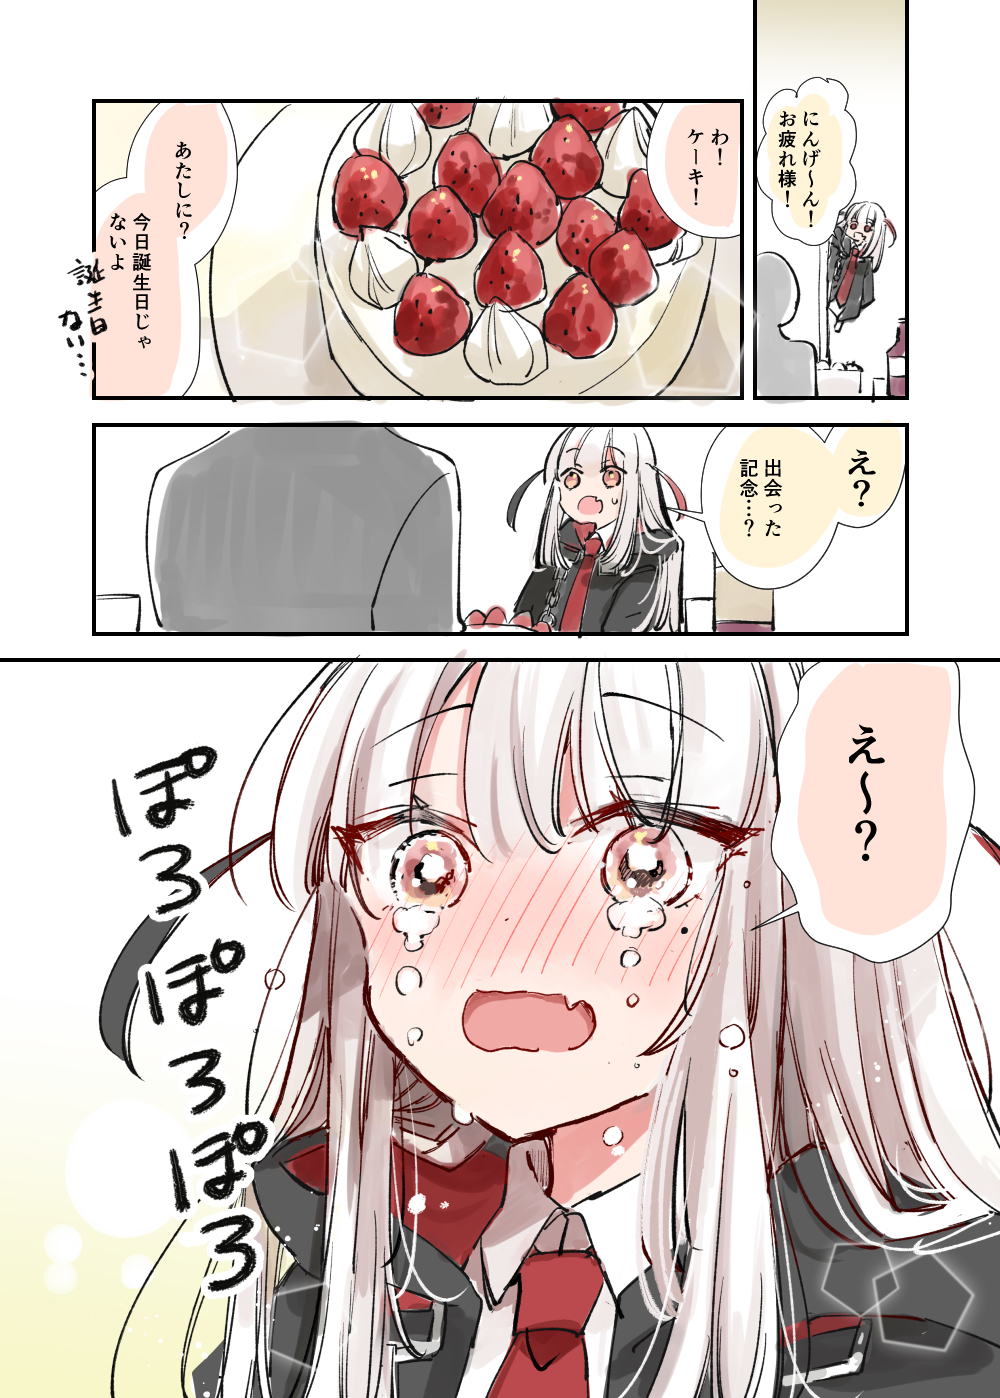 にんげ〜ん！
お疲れ様！
わ！
ケーキ！
あたしに？
今日誕生日じゃ
ないよ
誕生日
ない…
え？
出会った
記念…？
え〜？
ぽろぽろぽろ